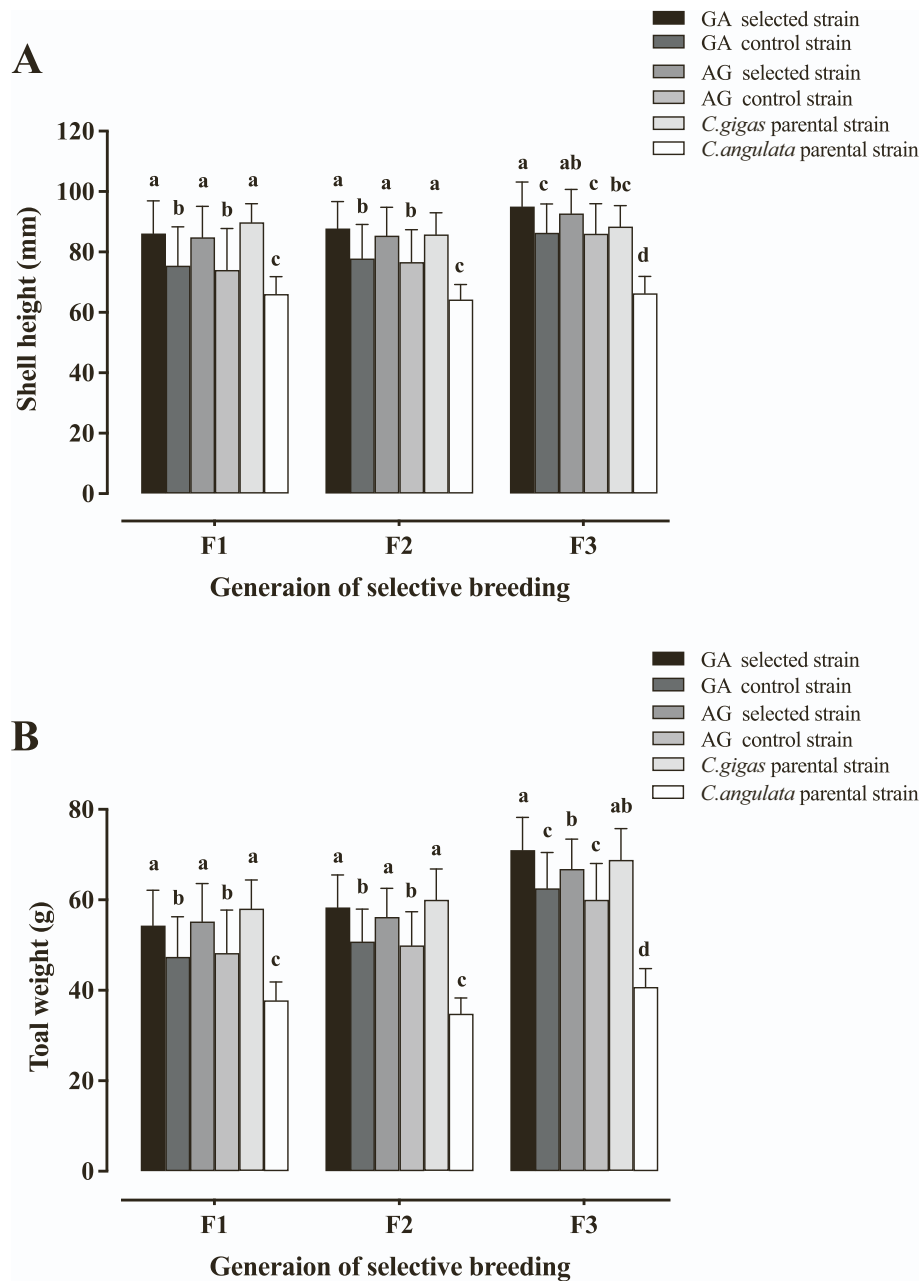 GA selected strain
GA control strain
AG selected strain
AG control strain
C.gigas parental strain
C.angulata parental strain
A
120
100
80
60
40
20
0
Shell height (mm)
a b a b a c
a b a b a c
a c ab c bc d
F1 F2 F3
Generaion of selective breeding
GA selected strain
GA control strain
AG selected strain
AG control strain
C.gigas parental strain
C.angulata parental strain
B
80
60
40
20
0
Toal weight (g)
a b a b a c
a b a b a c
a c b c ab d
F1 F2 F3
Generaion of selective breeding